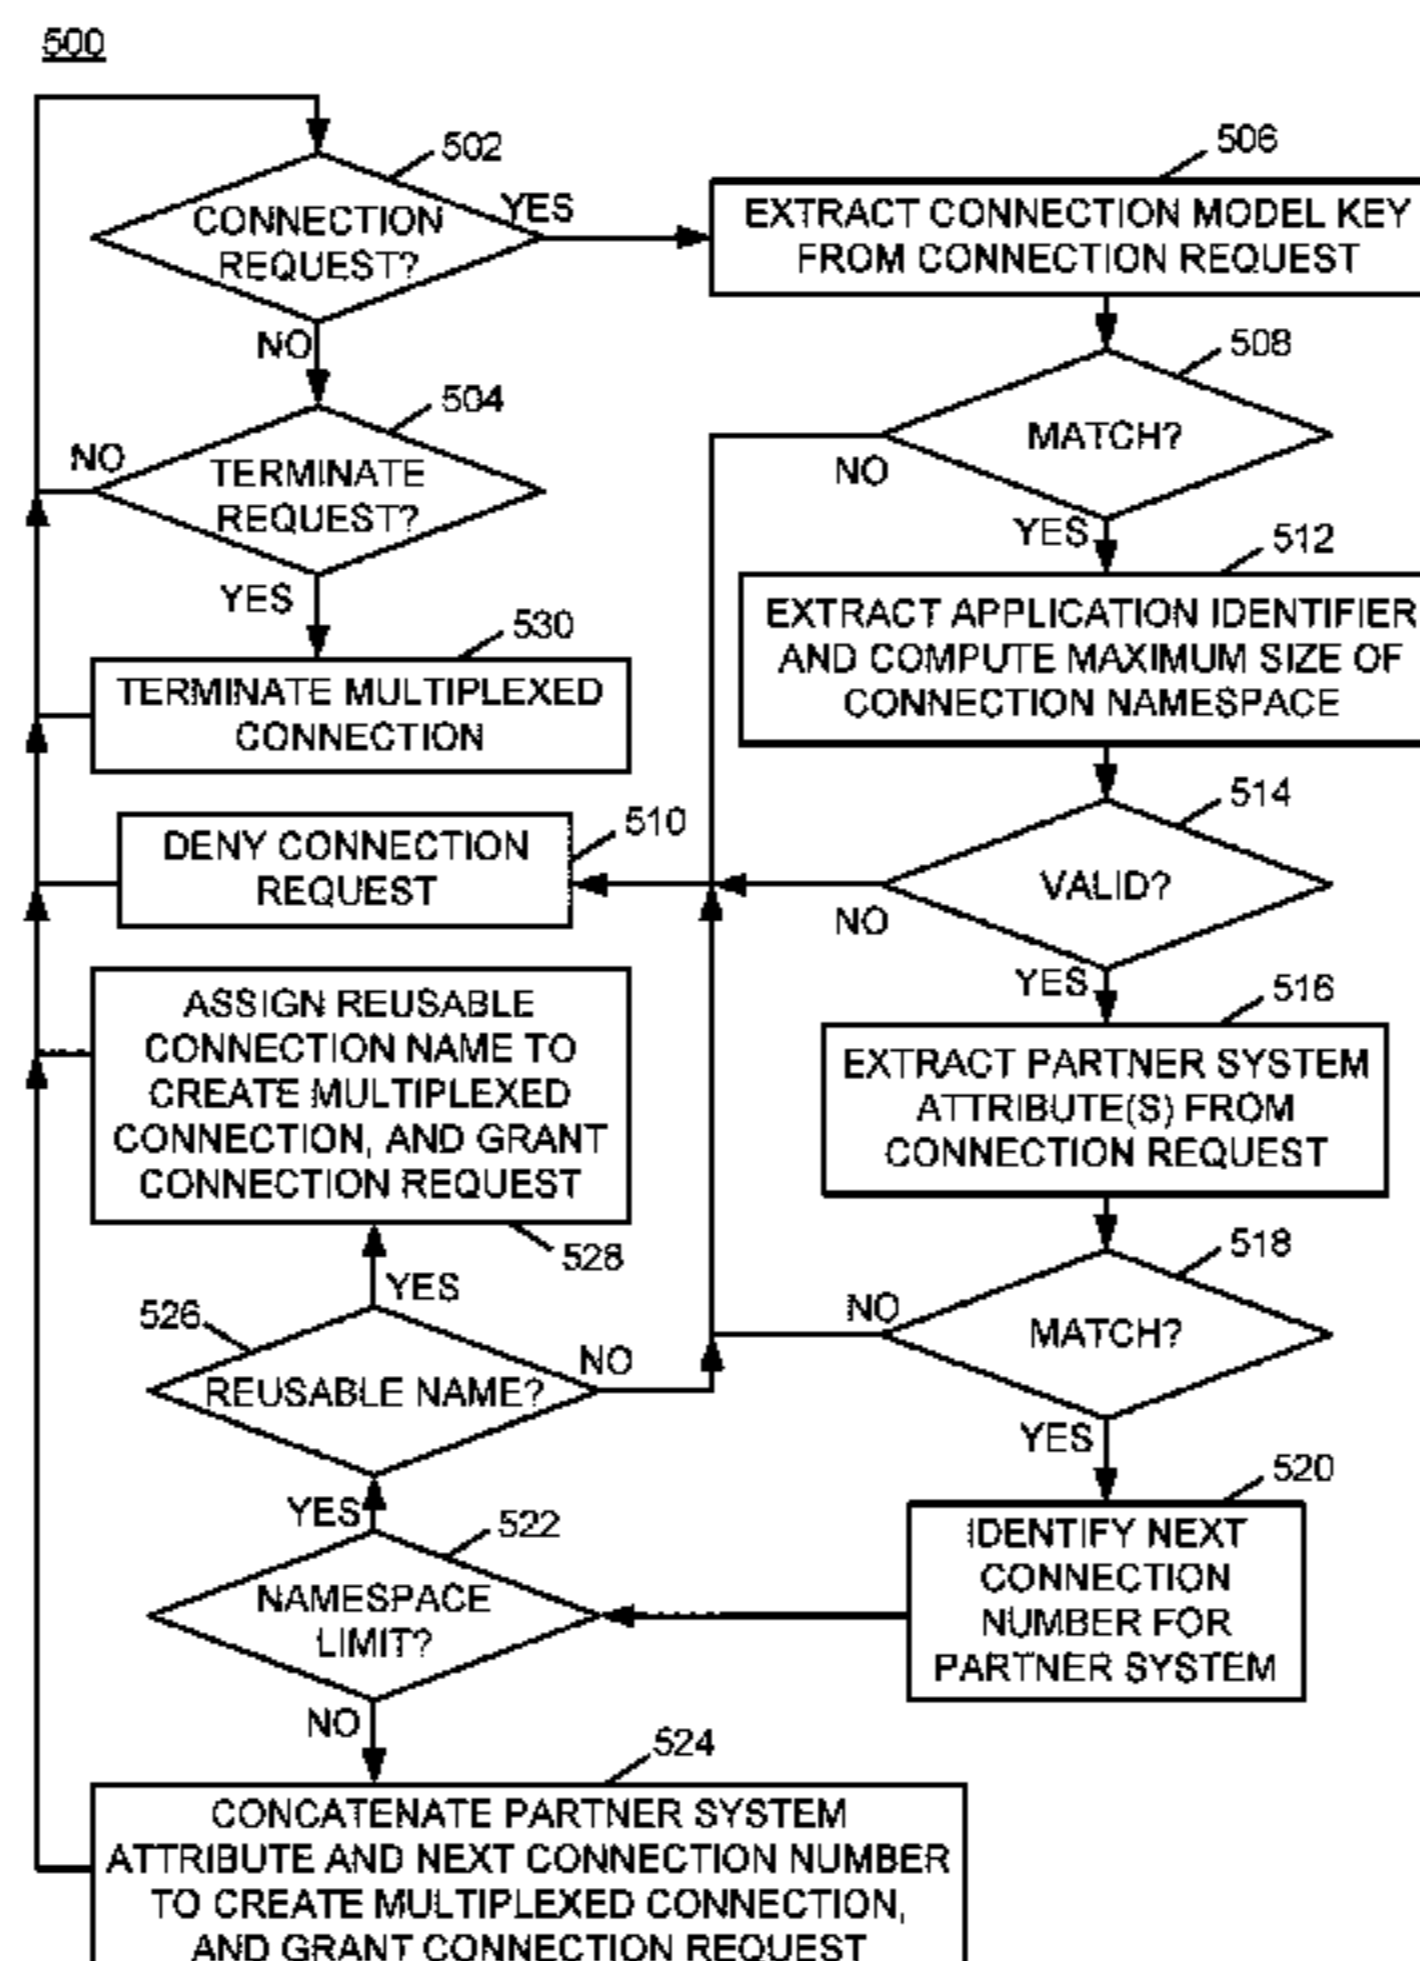 500
502
CONNECTION
REQUEST?
YES
NO
506
EXTRACT CONNECTION MODEL KEY
FROM CONNECTION REQUEST
508
MATCH?
NO
YES
504
TERMINATE
REQUEST?
NO
YES
512
EXTRACT APPLICATION IDENTIFIER
AND COMPUTE MAXIMUM SIZE OF
CONNECTION NAMESPACE
530
TERMINATE MULTIPLEXED
CONNECTION
510
DENY CONNECTION
REQUEST
514
VALID?
NO
YES
516
EXTRACT PARTNER SYSTEM
ATTRIBUTE(S) FROM
CONNECTION REQUEST
ASSIGN REUSABLE
CONNECTION NAME TO
CREATE MULTIPLEXED
CONNECTION, AND GRANT
CONNECTION REQUEST
528
YES
518
MATCH?
NO
YES
526
REUSABLE NAME?
NO
YES
520
IDENTIFY NEXT
CONNECTION
NUMBER FOR
PARTNER SYSTEM
522
NAMESPACE
LIMIT?
NO
524
CONCATENATE PARTNER SYSTEM
ATTRIBUTE AND NEXT CONNECTION NUMBER
TO CREATE MULTIPLEXED CONNECTION,
AND GRANT CONNECTION REQUEST